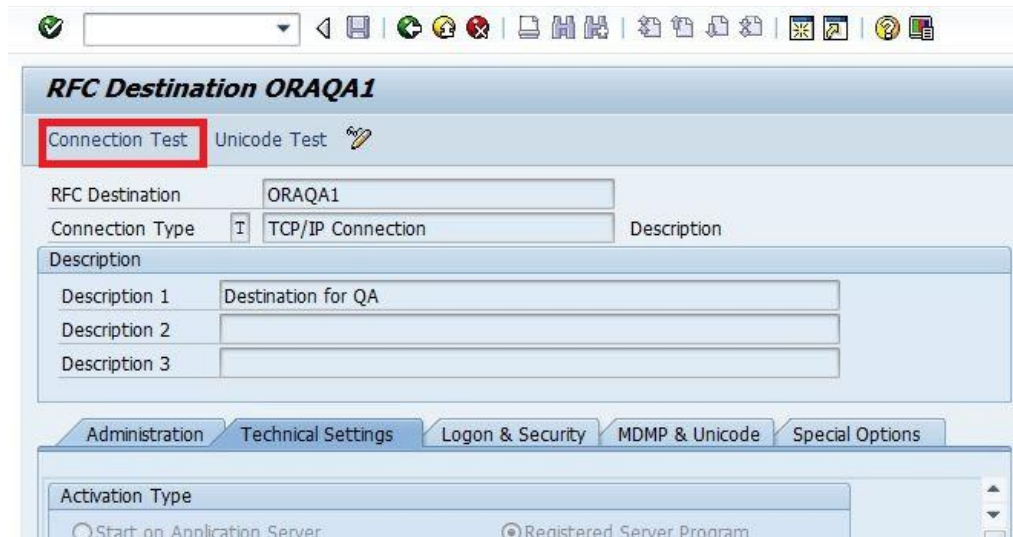 RFC Destination ORAQA1
Connection Test Unicode Test
RFC Destination ORAQA1
Connection Type T TCP/IP Connection Description
Description
Description 1 Destination for QA
Description 2
Description 3
Administration Technical Settings Logon & Security MDMP & Unicode Special Options
Activation Type
Start on Application Server Registered Server Program